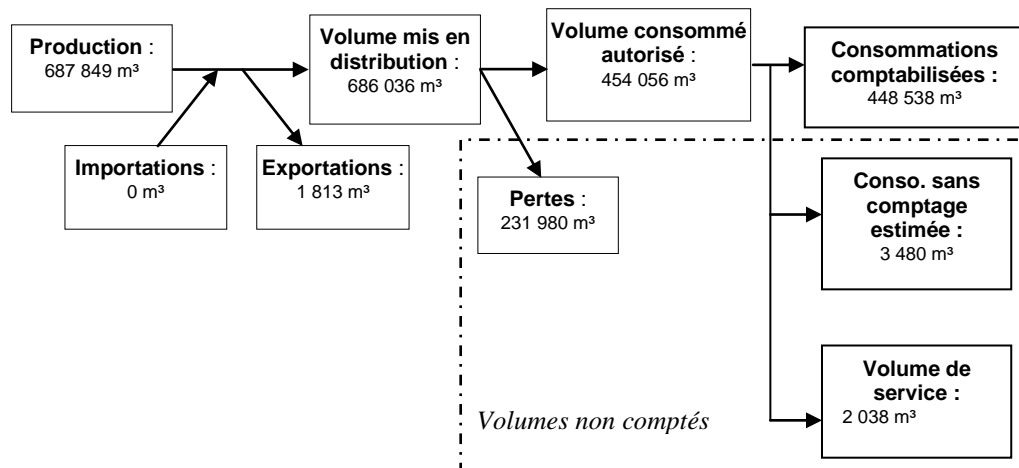 Production :
687 849 m³
Volume mis en
distribution :
686 036 m³
Volume consommé
autorisé :
454 056 m³
Consommations
comptabilisées :
448 538 m³
Importations :
0 m³
Exportations :
1 813 m³
Pertes :
231 980 m³
Conso. sans
comptage
estimée :
3 480 m³
Volume de
service :
2 038 m³
Volumes non comptés